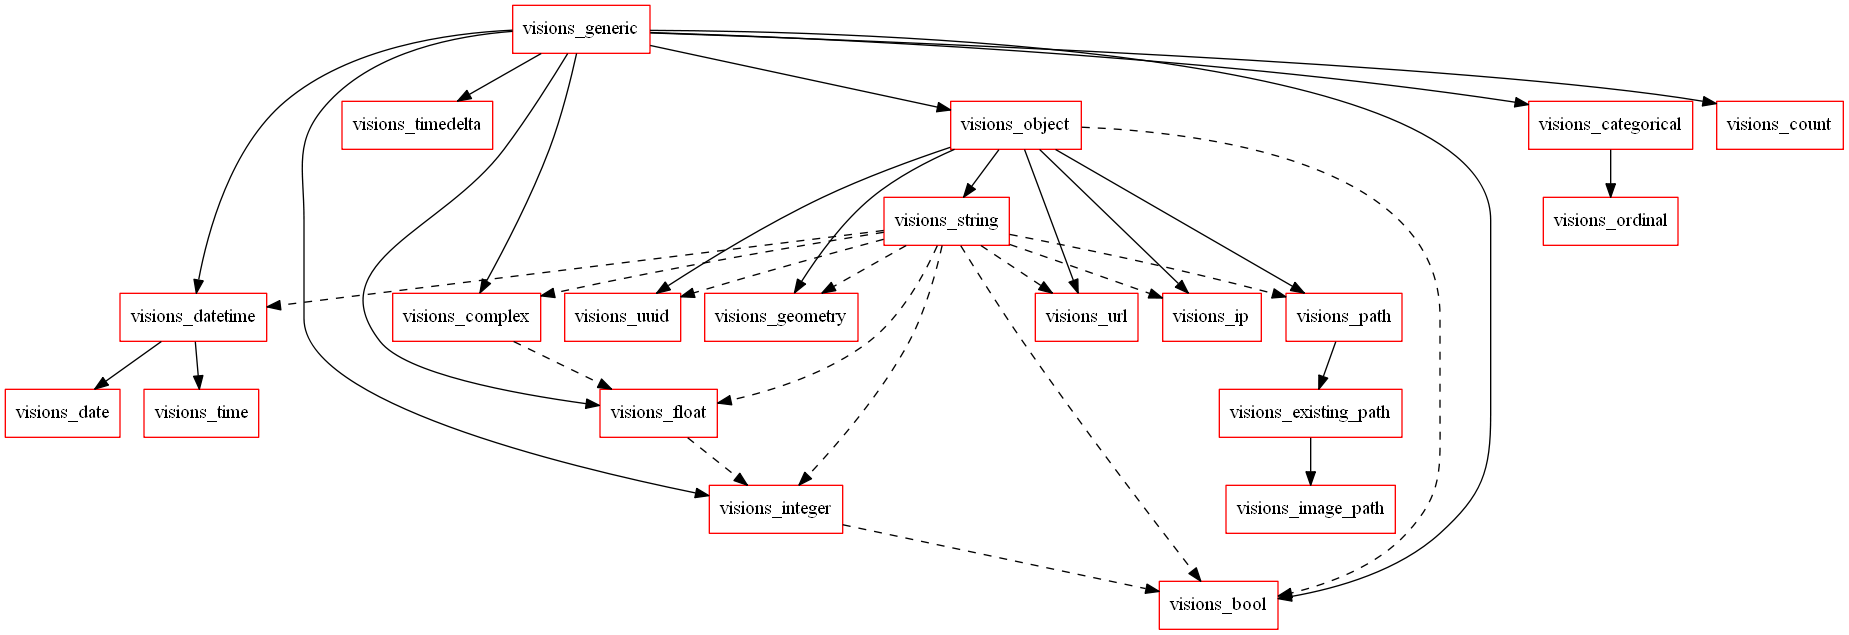 visions_generic
visions_timedelta
visions_object
visions_categorical
visions_count
visions_string
visions_ordinal
visions_datetime
visions_complex
visions_uuid
visions_geometry
visions_url
visions_ip
visions_path
visions_date
visions_time
visions_float
visions_existing_path
visions_integer
visions_image_path
visions_bool